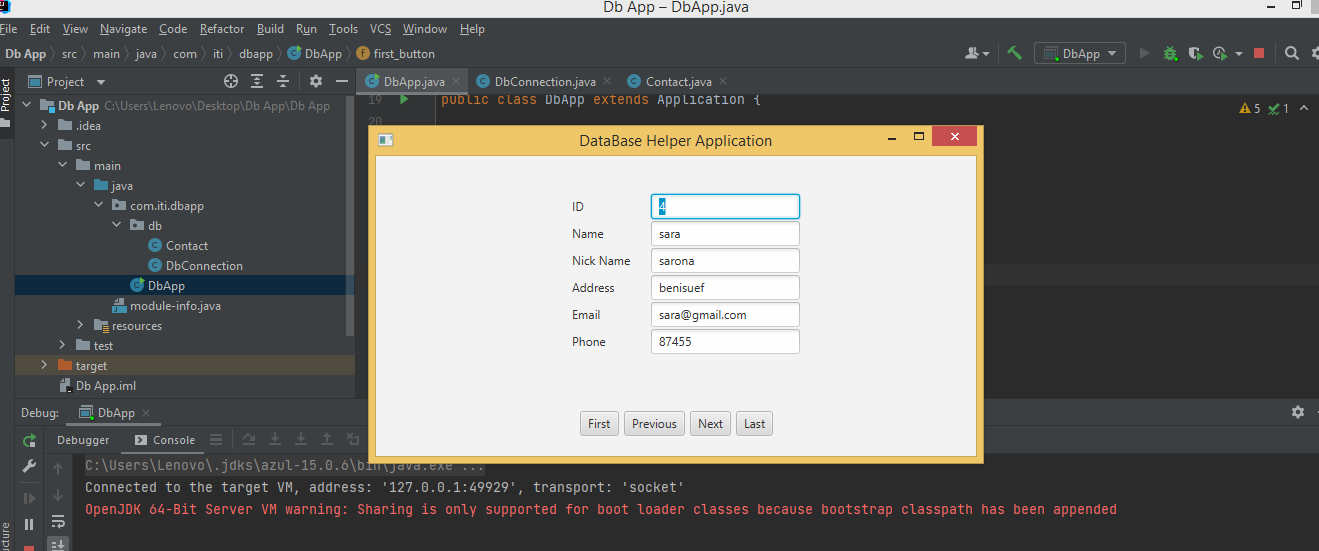 Db App – DbApp.java
File Edit View Navigate Code Refactor Build Run Tools VCS Window Help
Db App src main java com iti dbapp DbApp first_button DbApp
Project
Project DbApp.java DbConnection.java Contact.java
Db App C:\Users\Lenovo\Desktop\Db App\Db App
19 public class DbApp extends Application {
5 1
20
.idea
src
main
java
com.iti.dbapp
db
Contact
DbConnection
DbApp
module-info.java
resources
test
target
Db App.iml
DataBase Helper Application
ID 4
Name sara
Nick Name sarona
Address benisuef
Email sara@gmail.com
Phone 87455
First Previous Next Last
Debug: DbApp
Debugger Console
C:\Users\Lenovo\.jdks\azul-15.0.6\bin\java.exe ...
Connected to the target VM, address: '127.0.0.1:49929', transport: 'socket'
OpenJDK 64-Bit Server VM warning: Sharing is only supported for boot loader classes because bootstrap classpath has been appended